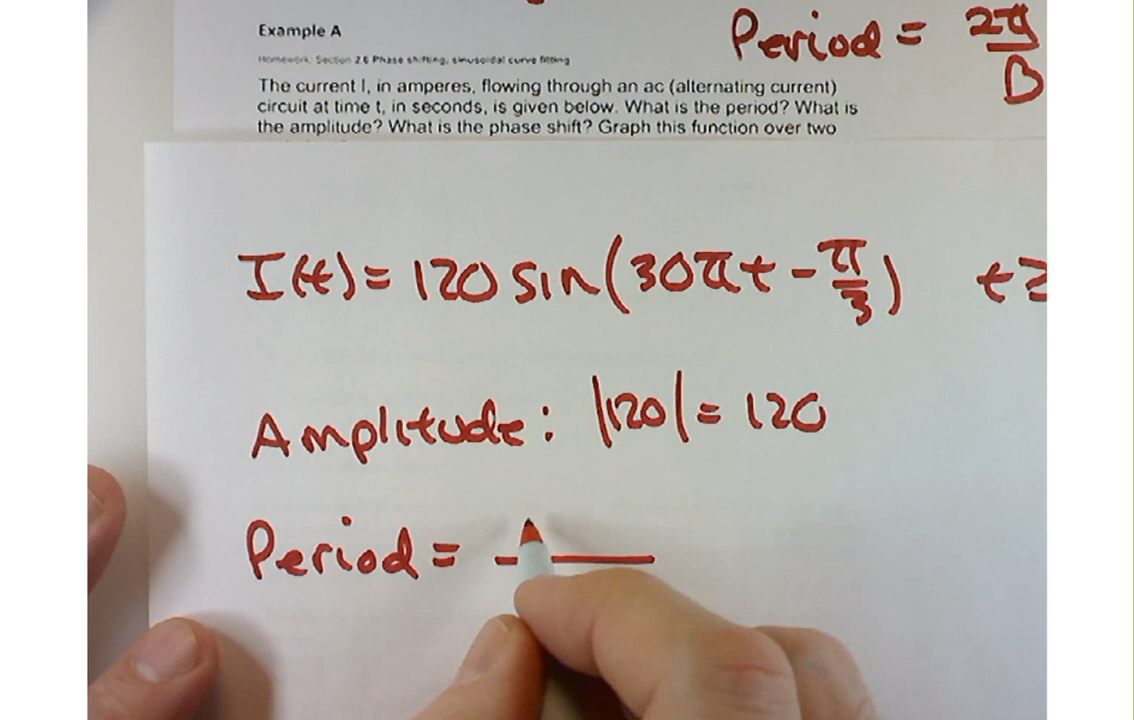 Example A
Period = 2π
B
Homework: Section 2.6 Phase shifting, sinusoidal curve fitting
The current I, in amperes, flowing through an ac (alternating current)
circuit at time t, in seconds, is given below. What is the period? What is
the amplitude? What is the phase shift? Graph this function over two
I(t) = 120 sin(30πt - π/3) t≥
Amplitude: |120| = 120
Period =